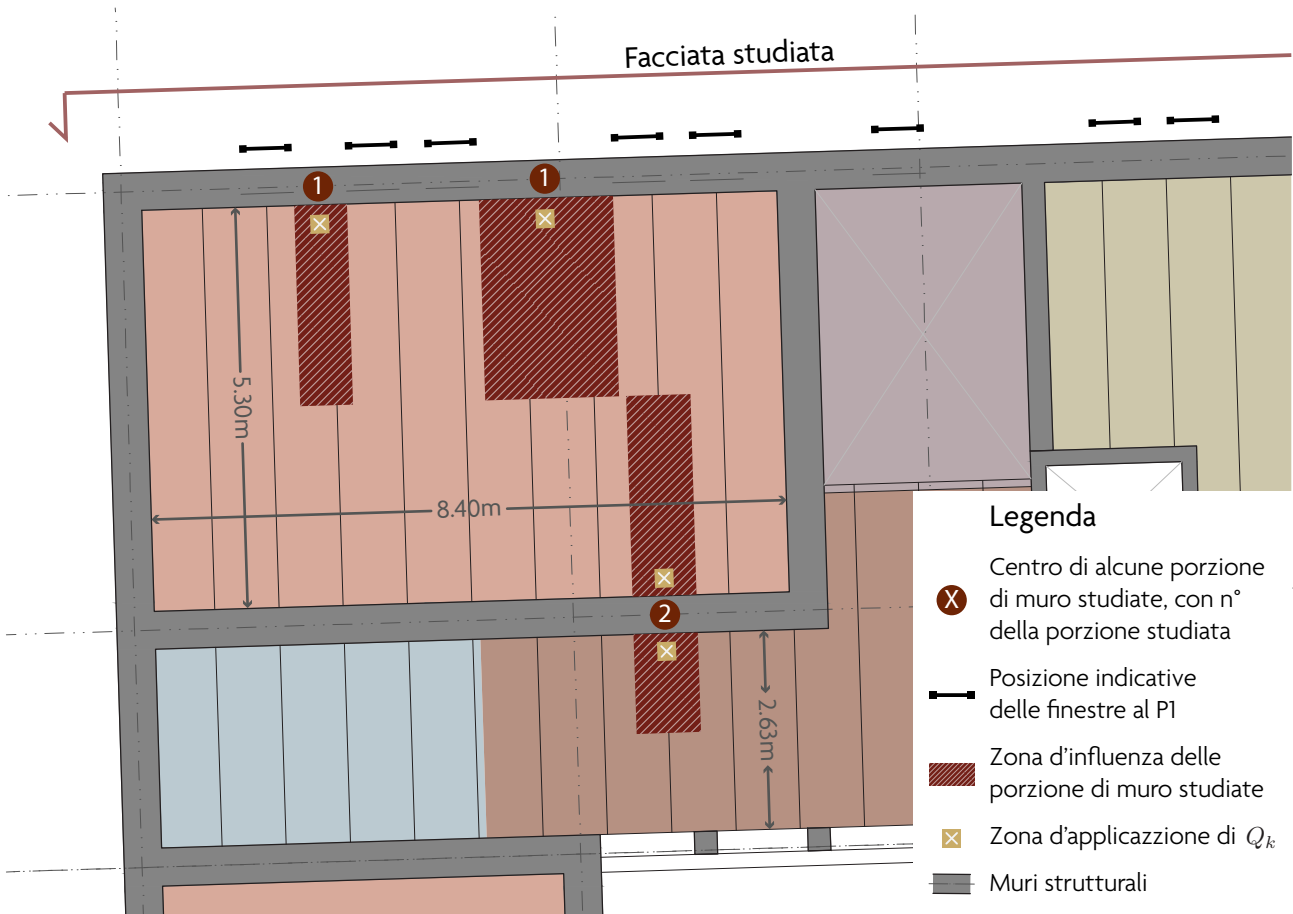 Facciata studiata
1
1
5.30m
8.40m
2
2.63m
Legenda
X
Centro di alcune porzione
di muro studiate, con n°
della porzione studiata
Posizione indicative
delle finestre al P1
Zona d'influenza delle
porzione di muro studiate
Zona d'applicazzione di Qk
Muri strutturali